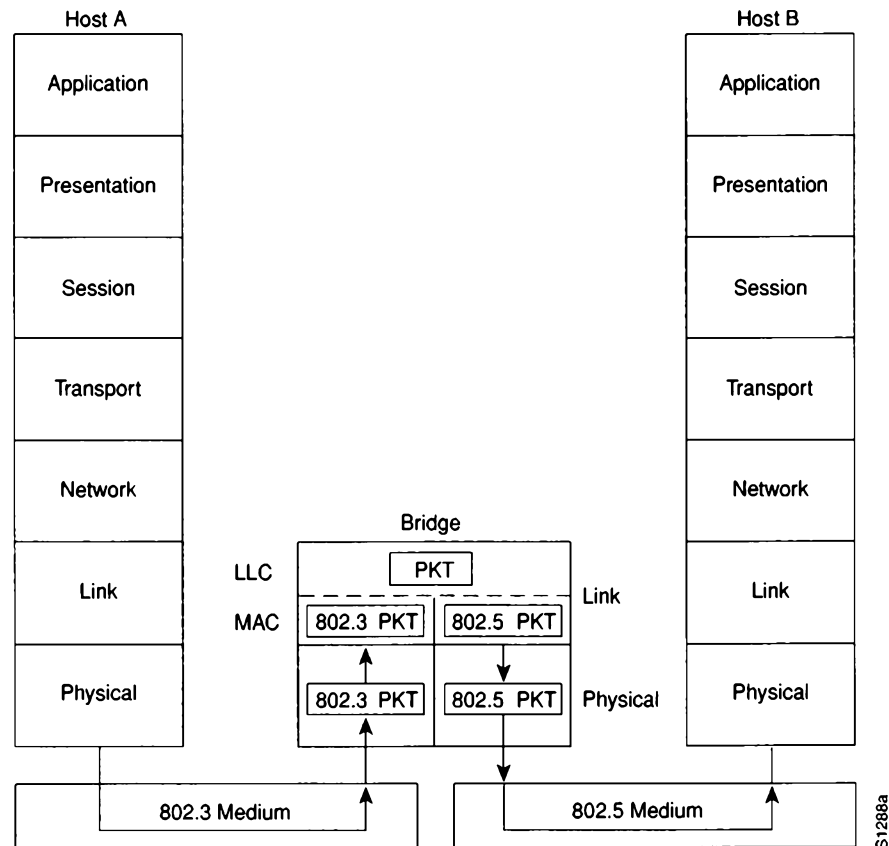 Host A
Host B
Application
Application
Presentation
Presentation
Session
Session
Transport
Transport
Network
Network
Bridge
LLC
PKT
Link
Link
Link
MAC
802.3 PKT
802.5 PKT
Physical
802.3 PKT
802.5 PKT
Physical
Physical
802.3 Medium
802.5 Medium
S1288a